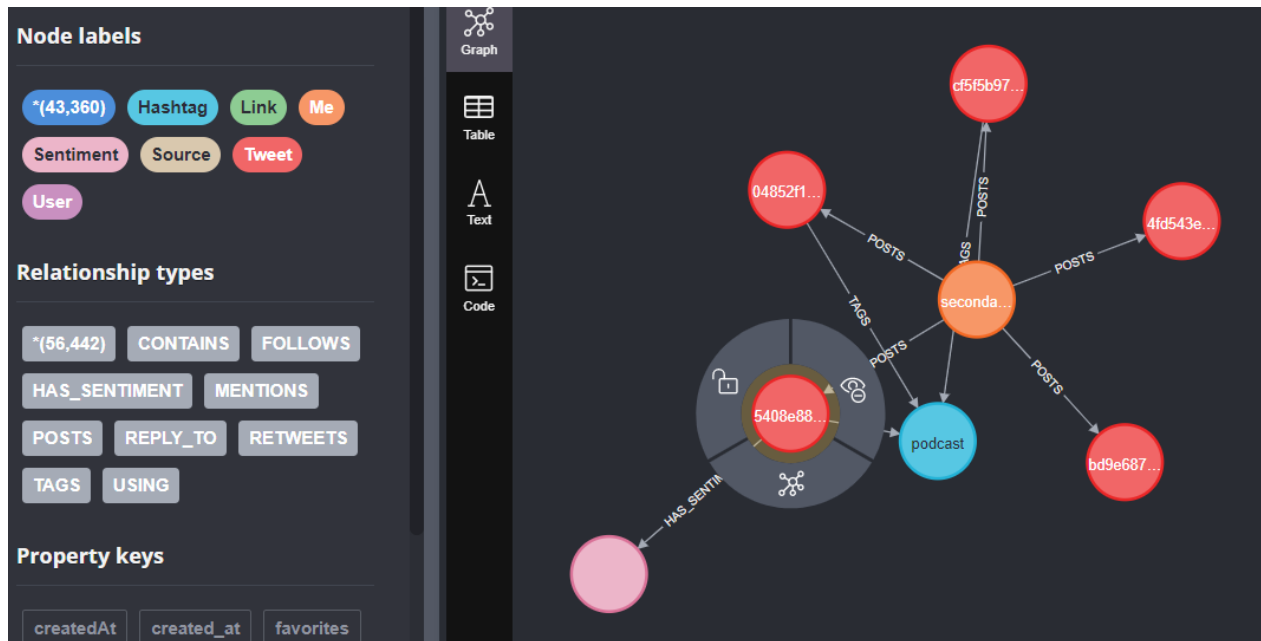 Node labels
*(43,360) Hashtag Link Me
Sentiment Source Tweet
User
Relationship types
*(56,442) CONTAINS FOLLOWS
HAS_SENTIMENT MENTIONS
POSTS REPLY_TO RETWEETS
TAGS USING
Property keys
createdAt created_at favorites
Graph
Table
Text
Code
cf5f5b97...
04852f1...
POSTS
4fd543e...
POSTS
AGS
POSTS
seconda...
TAGS
POSTS
POSTS
5408e88...
podcast
bd9e687...
HAS_SENTIM